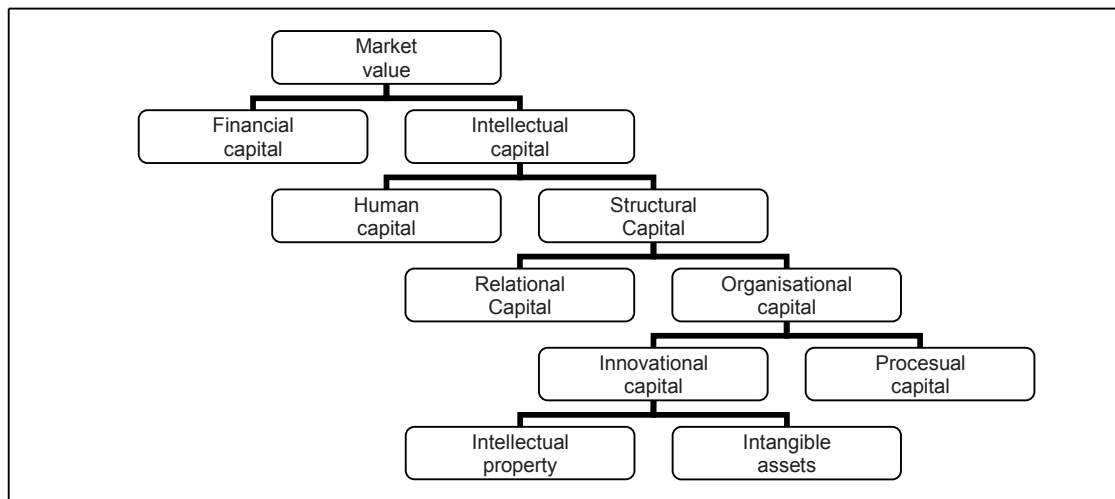 Market
value
Financial
capital
Intellectual
capital
Human
capital
Structural
Capital
Relational
Capital
Organisational
capital
Innovational
capital
Procesual
capital
Intellectual
property
Intangible
assets